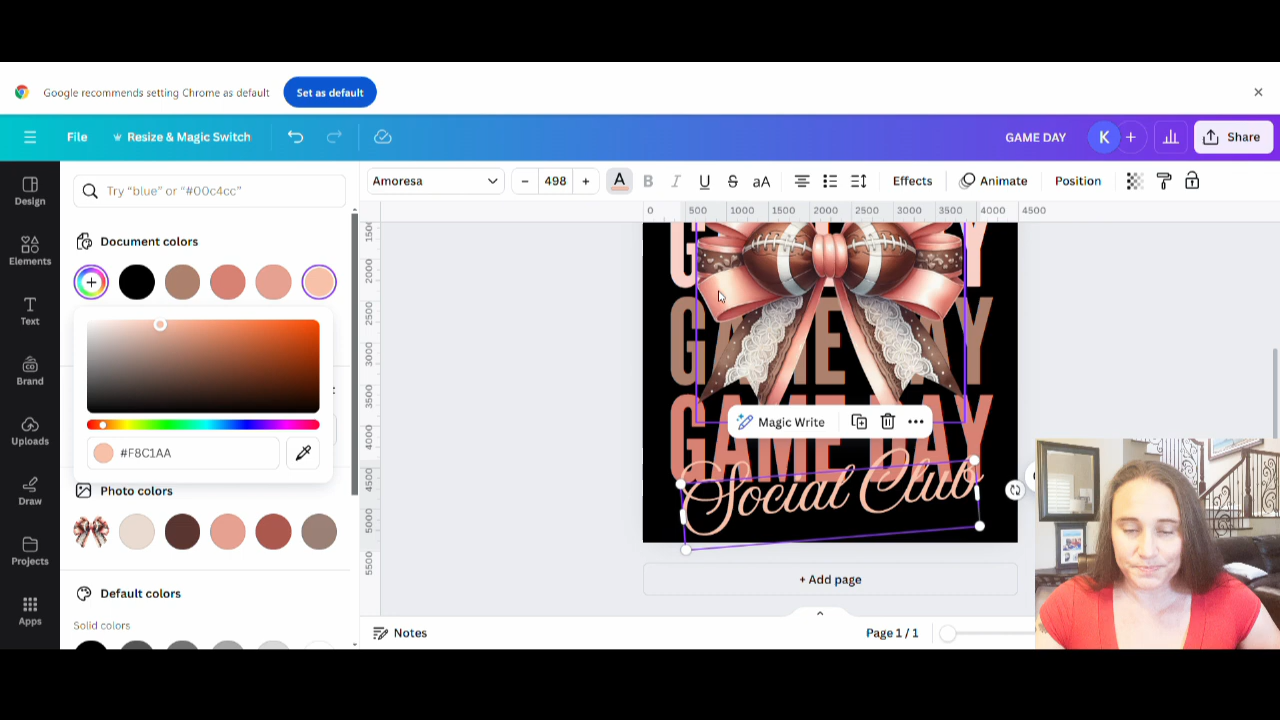 Google recommends setting Chrome as default
Set as default
File
Resize & Magic Switch
GAME DAY
K
Share
Design
Elements
Text
Brand
Uploads
Draw
Projects
Apps
Try “blue” or “#00c4cc”
Document colors
#F8C1AA
Photo colors
Default colors
Solid colors
Amoresa
498
A
B
I
U
S
aA
Effects
Animate
Position
0
500
1000
1500
2000
2500
3000
3500
4000
4500
1500
2000
2500
3000
3500
4000
4500
5000
5500
GAME DAY
GAME DAY
Social Club
Magic Write
+ Add page
Notes
Page 1 / 1